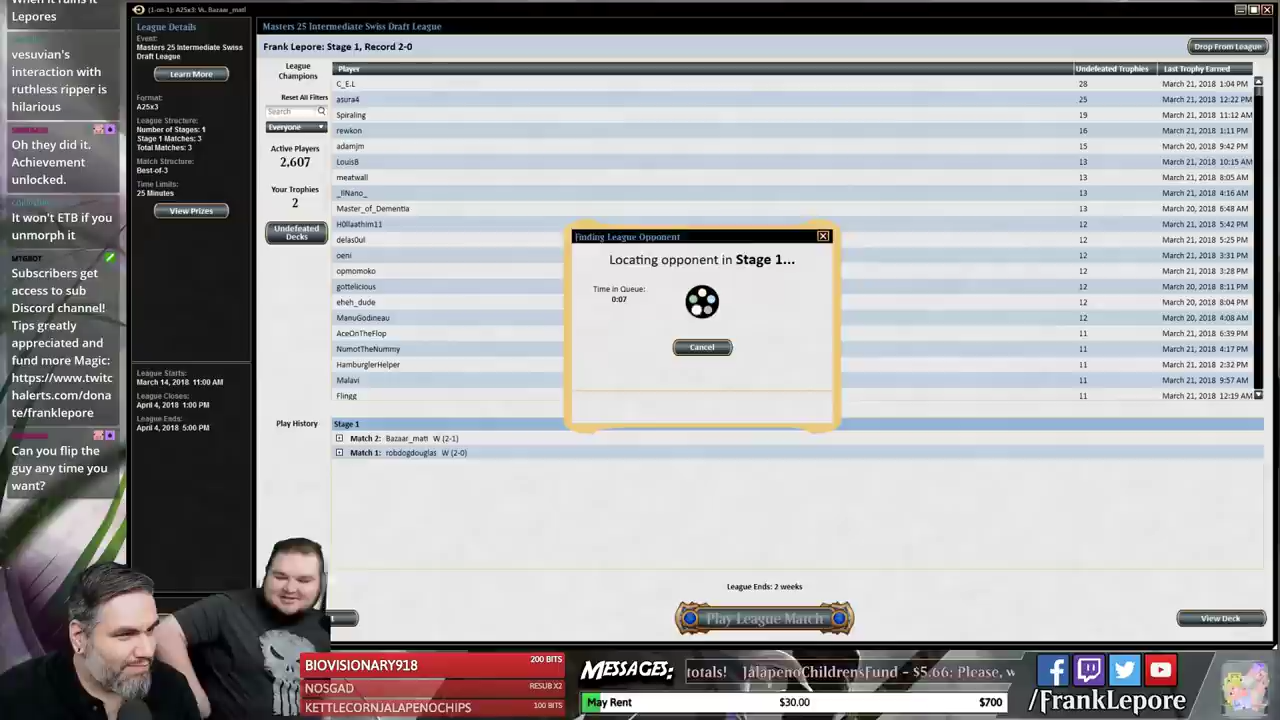 When it rains it
Lepores
vesuvian's
interaction with
ruthless ripper is
hilarious
Oh they did it.
Achievement
unlocked.
It won't ETB if you
unmorph it
MTGBOT
Subscribers get
access to sub
Discord channel!
Tips greatly
appreciated and
fund more Magic:
https://www.twitc
halerts.com/dona
te/franklepore
Can you flip the
guy any time you
want?
(1-on-1): A25x3: Vs. Bazaar_matl
League Details
Event:
Masters 25 Intermediate Swiss
Draft League
Learn More
Format:
A25x3
League Structure:
Number of Stages: 1
Stage 1 Matches: 3
Total Matches: 3
Match Structure:
Best-of-3
Time Limits:
25 Minutes
View Prizes
League Starts:
March 14, 2018 11:00 AM
League Closes:
April 4, 2018 1:00 PM
League Ends:
April 4, 2018 5:00 PM
Masters 25 Intermediate Swiss Draft League
Frank Lepore: Stage 1, Record 2-0
Drop From League
League
Champions
Reset All Filters
Search
Everyone
Active Players
2,607
Your Trophies
2
Undefeated
Decks
Player Undefeated Trophies Last Trophy Earned
C_E.L 28 March 21, 2018 1:04 PM
asura4 25 March 21, 2018 12:22 PM
Spiraling 19 March 21, 2018 11:12 AM
rewkon 16 March 21, 2018 1:11 PM
adamjm 15 March 20, 2018 9:42 PM
LouisB 13 March 21, 2018 10:15 AM
meatwall 13 March 21, 2018 8:05 AM
_IlNano_ 13 March 21, 2018 4:16 AM
Master_of_Dementia 13 March 20, 2018 6:48 AM
H0llaathim11 12 March 21, 2018 5:42 PM
delas0ul 12 March 21, 2018 5:25 PM
oeni 12 March 21, 2018 3:31 PM
opmomoko 12 March 21, 2018 3:28 PM
gottelicious 12 March 20, 2018 8:11 PM
eheh_dude 12 March 20, 2018 8:04 PM
ManuGodineau 12 March 20, 2018 4:08 AM
AceOnTheFlop 11 March 21, 2018 6:39 PM
NumotTheNummy 11 March 21, 2018 4:17 PM
HamburglerHelper 11 March 21, 2018 2:32 PM
Malavi 11 March 21, 2018 9:57 AM
Flingg 11 March 21, 2018 12:19 AM
Finding League Opponent
Locating opponent in Stage 1...
Time in Queue:
0:07
Cancel
Play History
Stage 1
Match 2: Bazaar_matl W (2-1)
Match 1: robdogdouglas W (2-0)
League Ends: 2 weeks
Play League Match
View Deck
BIOVISIONARY918 200 BITS
NOSGAD RESUB X2
KETTLECORNJALAPENOCHIPS 100 BITS
MESSAGES:
totals! JalapenoChildrensFund - $5.66: Please, w
May Rent $30.00 $700
/FrankLepore